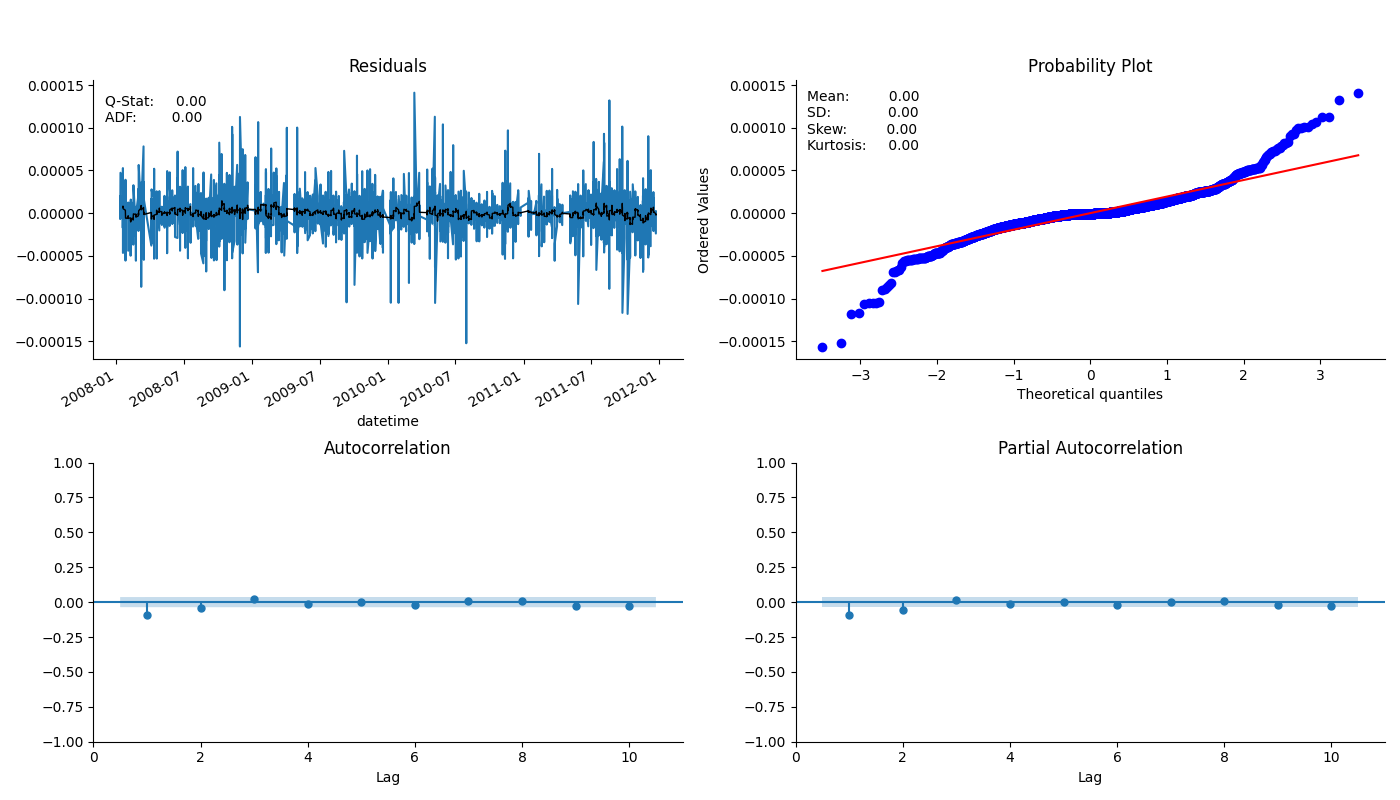 Residuals
0.00015
0.00010
0.00005
0.00000
−0.00005
−0.00010
−0.00015
Q-Stat: 0.00
ADF: 0.00
2008-01
2008-07
2009-01
2009-07
2010-01
2010-07
2011-01
2011-07
2012-01
datetime
Probability Plot
Ordered Values
0.00015
0.00010
0.00005
0.00000
−0.00005
−0.00010
−0.00015
Mean: 0.00
SD: 0.00
Skew: 0.00
Kurtosis: 0.00
−3 −2 −1 0 1 2 3
Theoretical quantiles
Autocorrelation
1.00
0.75
0.50
0.25
0.00
−0.25
−0.50
−0.75
−1.00
0 2 4 6 8 10
Lag
Partial Autocorrelation
1.00
0.75
0.50
0.25
0.00
−0.25
−0.50
−0.75
−1.00
0 2 4 6 8 10
Lag